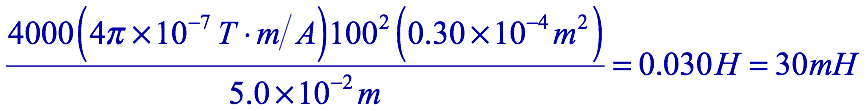 4000(4π×10⁻⁷ T·m/A)100²(0.30×10⁻⁴ m²)
5.0×10⁻² m
=0.030H=30mH